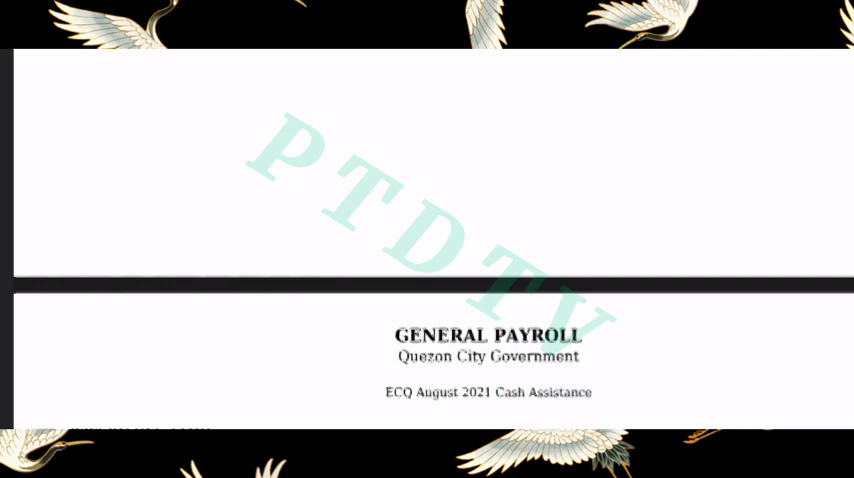 PTDTV
GENERAL PAYROLL
Quezon City Government
ECQ August 2021 Cash Assistance